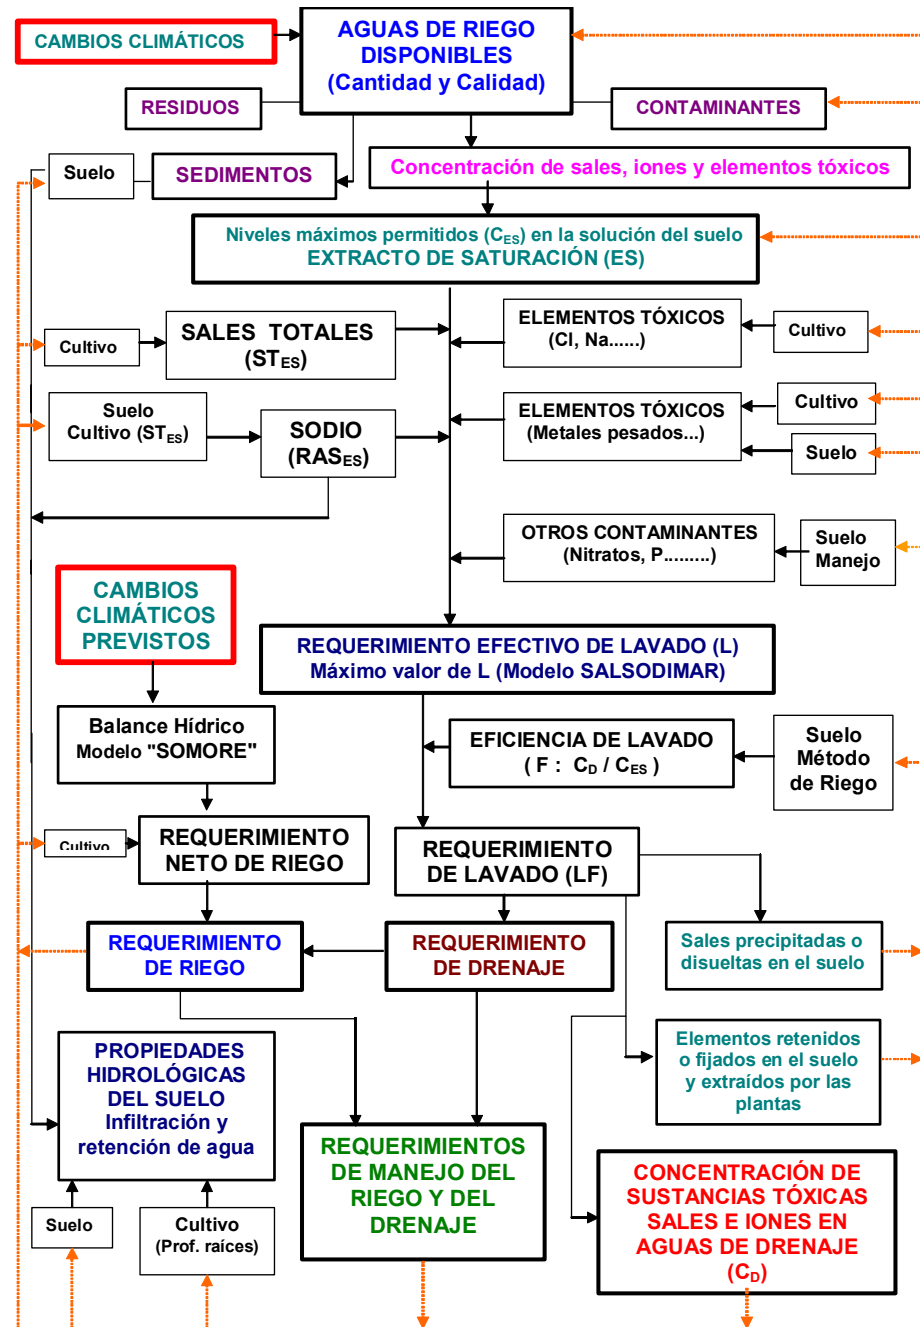 CAMBIOS CLIMÁTICOS
AGUAS DE RIEGO
DISPONIBLES
(Cantidad y Calidad)
RESIDUOS
CONTAMINANTES
Suelo
SEDIMENTOS
Concentración de sales, iones y elementos tóxicos
Niveles máximos permitidos (C_ES) en la solución del suelo
EXTRACTO DE SATURACIÓN (ES)
Cultivo
SALES TOTALES
(ST_ES)
ELEMENTOS TÓXICOS
(Cl, Na......)
Cultivo
Suelo
Cultivo (ST_ES)
SODIO
(RAS_ES)
ELEMENTOS TÓXICOS
(Metales pesados...)
Cultivo
Suelo
OTROS CONTAMINANTES
(Nitratos, P.........)
Suelo
Manejo
CAMBIOS
CLIMÁTICOS
PREVISTOS
REQUERIMIENTO EFECTIVO DE LAVADO (L)
Máximo valor de L (Modelo SALSODIMAR)
Balance Hídrico
Modelo "SOMORE"
EFICIENCIA DE LAVADO
( F : C_D / C_ES )
Suelo
Método
de Riego
Cultivo
REQUERIMIENTO
NETO DE RIEGO
REQUERIMIENTO
DE LAVADO (LF)
REQUERIMIENTO
DE RIEGO
REQUERIMIENTO
DE DRENAJE
Sales precipitadas o
disueltas en el suelo
PROPIEDADES
HIDROLÓGICAS
DEL SUELO
Infiltración y
retención de agua
Elementos retenidos
o fijados en el suelo
y extraídos por las
plantas
REQUERIMIENTOS
DE MANEJO DEL
RIEGO Y DEL
DRENAJE
CONCENTRACIÓN DE
SUSTANCIAS TÓXICAS
SALES E IONES EN
AGUAS DE DRENAJE
(C_D)
Suelo
Cultivo
(Prof. raíces)